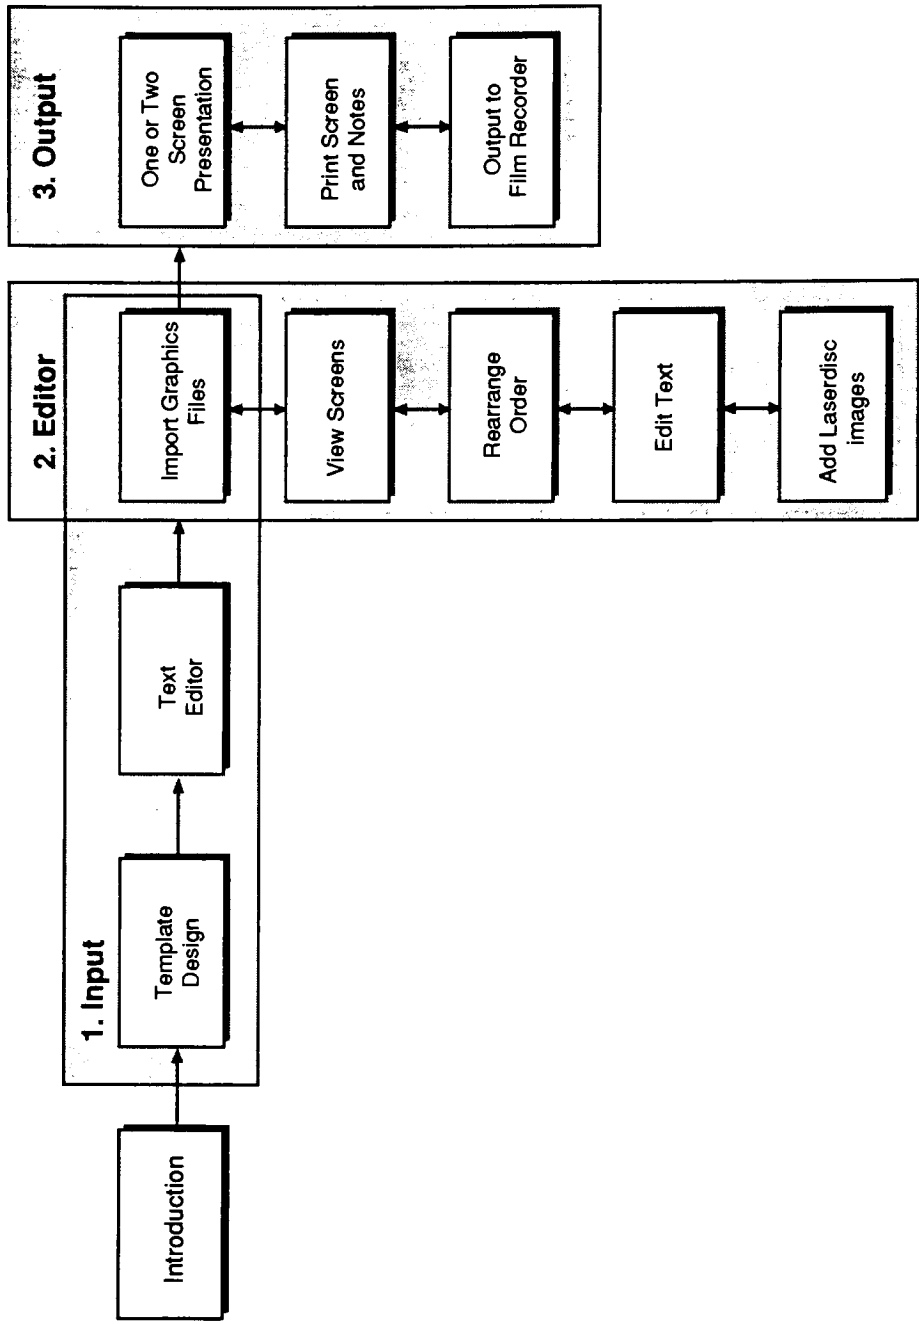 Introduction
1. Input
Template
Design
Text
Editor
2. Editor
Import Graphics
Files
View Screens
Rearrange
Order
Edit Text
Add Laserdisc
images
3. Output
One or Two
Screen
Presentation
Print Screen
and Notes
Output to
Film Recorder